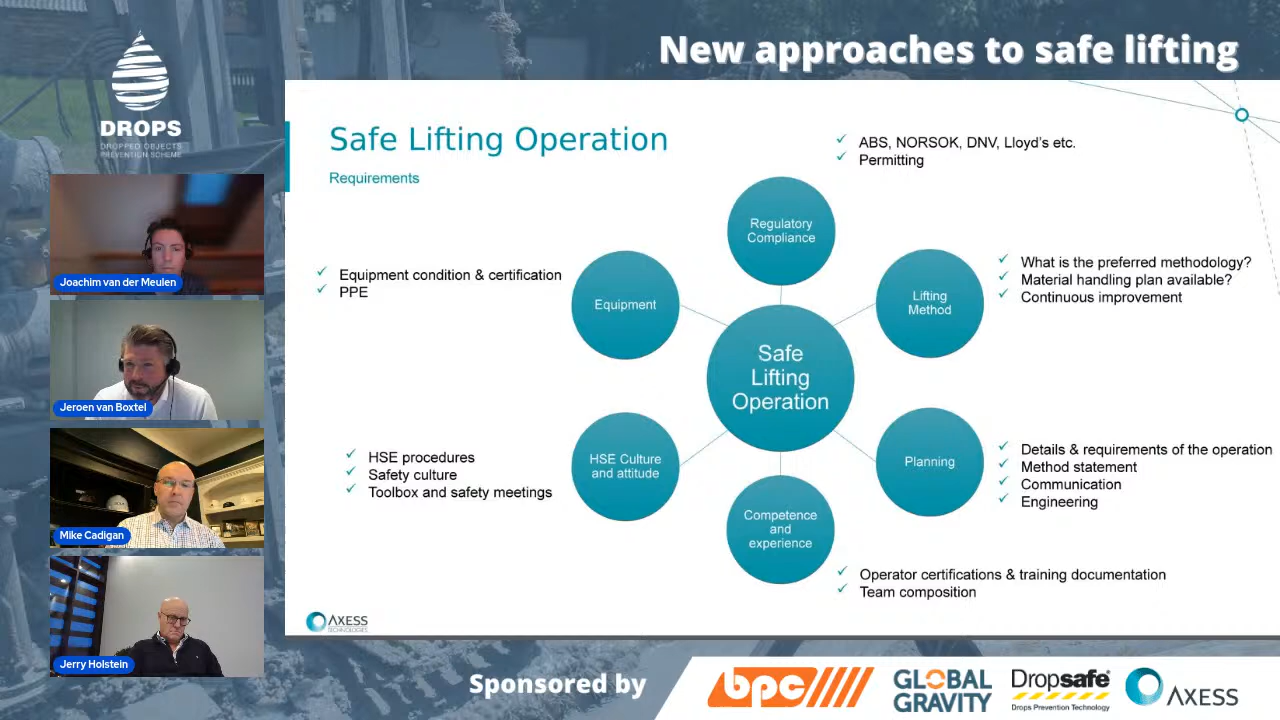 New approaches to safe lifting
DROPS
DROPPED OBJECTS
PREVENTION SCHEME
Joachim van der Meulen
Jeroen van Boxtel
Mike Cadigan
Jerry Holstein
Safe Lifting Operation
Requirements
✓ ABS, NORSOK, DNV, Lloyd's etc.
✓ Permitting
Regulatory
Compliance
✓ What is the preferred methodology?
✓ Material handling plan available?
✓ Continuous improvement
Lifting
Method
✓ Equipment condition & certification
✓ PPE
Equipment
Safe
Lifting
Operation
✓ HSE procedures
✓ Safety culture
✓ Toolbox and safety meetings
HSE Culture
and attitude
Planning
✓ Details & requirements of the operation
✓ Method statement
✓ Communication
✓ Engineering
Competence
and
experience
✓ Operator certifications & training documentation
✓ Team composition
AXESS
TECHNOLOGIES
Sponsored by
bpc
GLOBAL
GRAVITY
Dropsafe
Drops Prevention Technology
AXESS